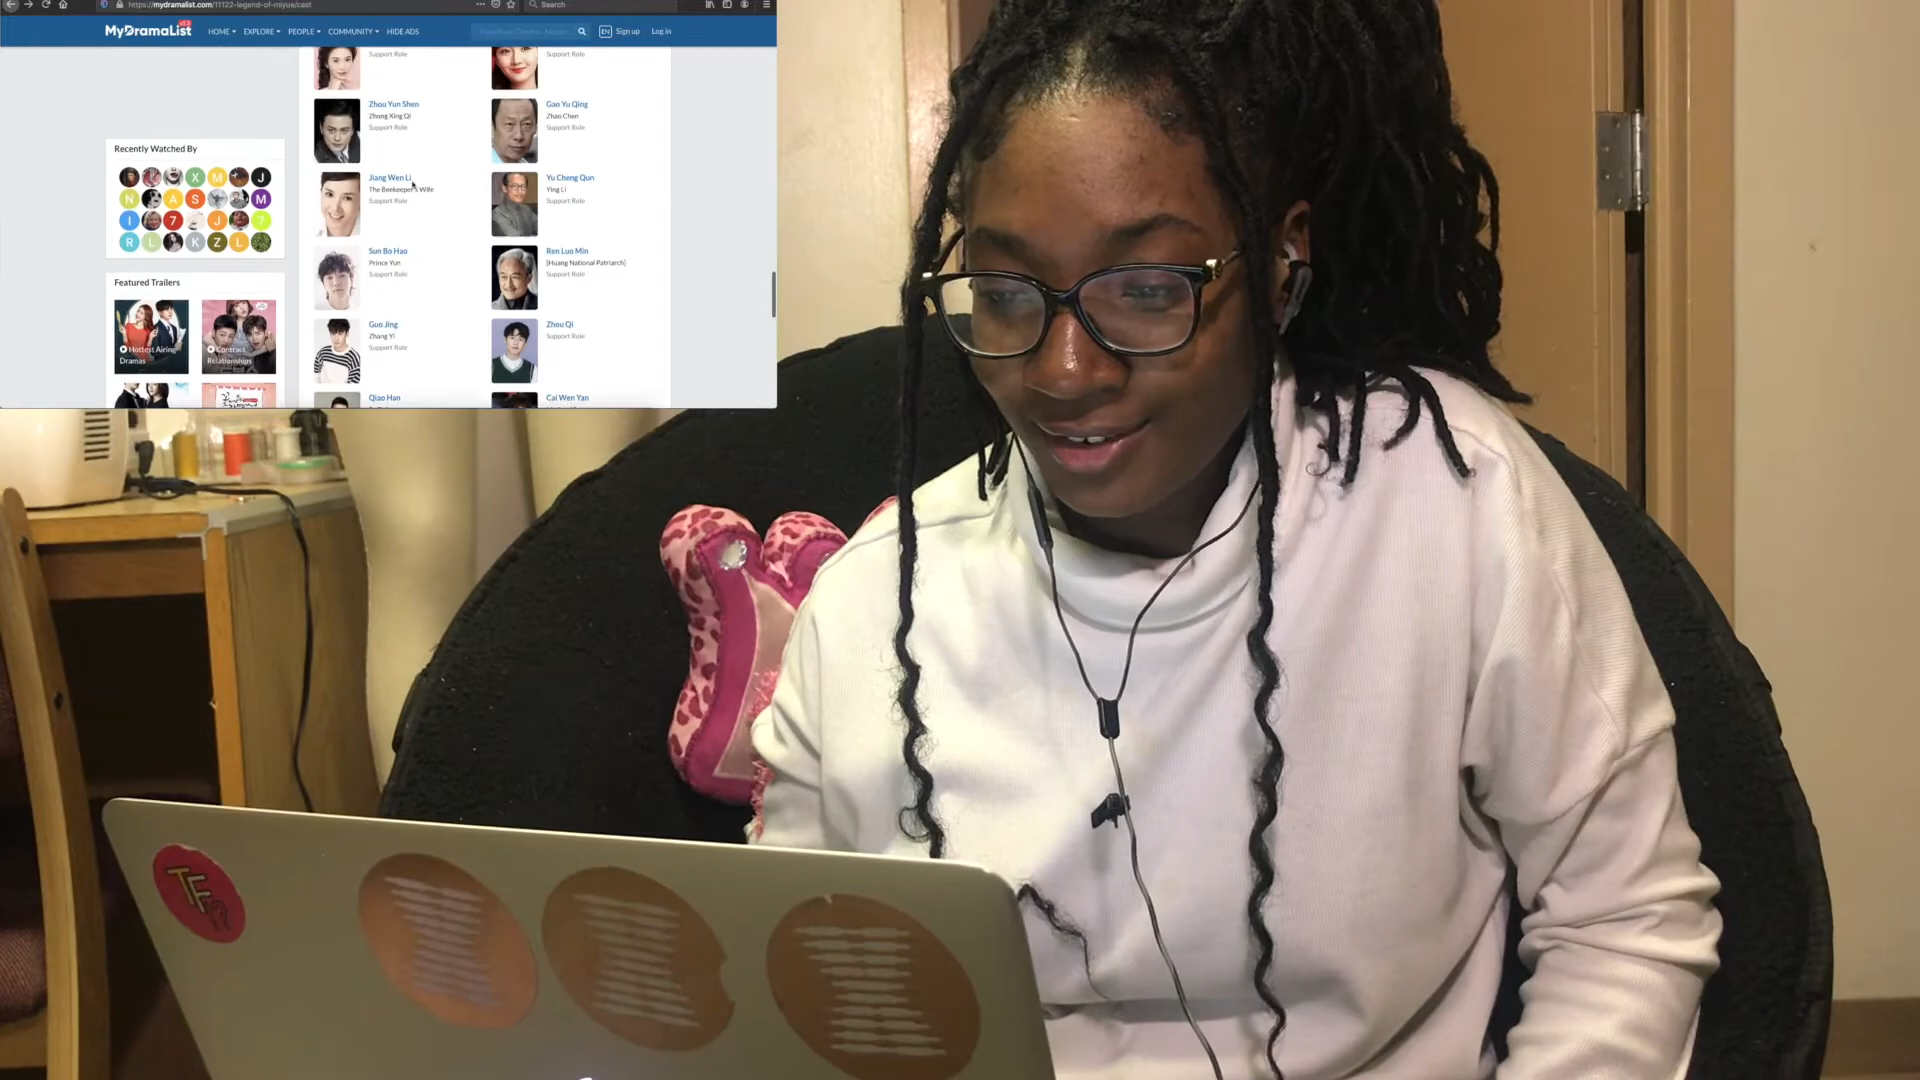 https://mydramalist.com/11122-legend-of-miyue/cast
Search
MyDramaList
HOME
EXPLORE
PEOPLE
COMMUNITY
HIDE ADS
EN
Sign up
Log in
Support Role
Support Role
Zhou Yun Shen
Zhong Xing Qi
Support Role
Gao Yu Qing
Zhao Chen
Support Role
Recently Watched By
X M J
N A S M
I 7 J ?
R L K Z L
Jiang Wen Li
The Beekeeper's Wife
Support Role
Yu Cheng Qun
Ying Li
Support Role
Sun Bo Hao
Prince Yun
Support Role
Ren Luo Min
[Huang National Patriarch]
Support Role
Featured Trailers
Hottest Airing
Dramas
Contract
Relationships
Guo Jing
Zhang Yi
Support Role
Zhou Qi
Support Role
Qiao Han
Cai Wen Yan